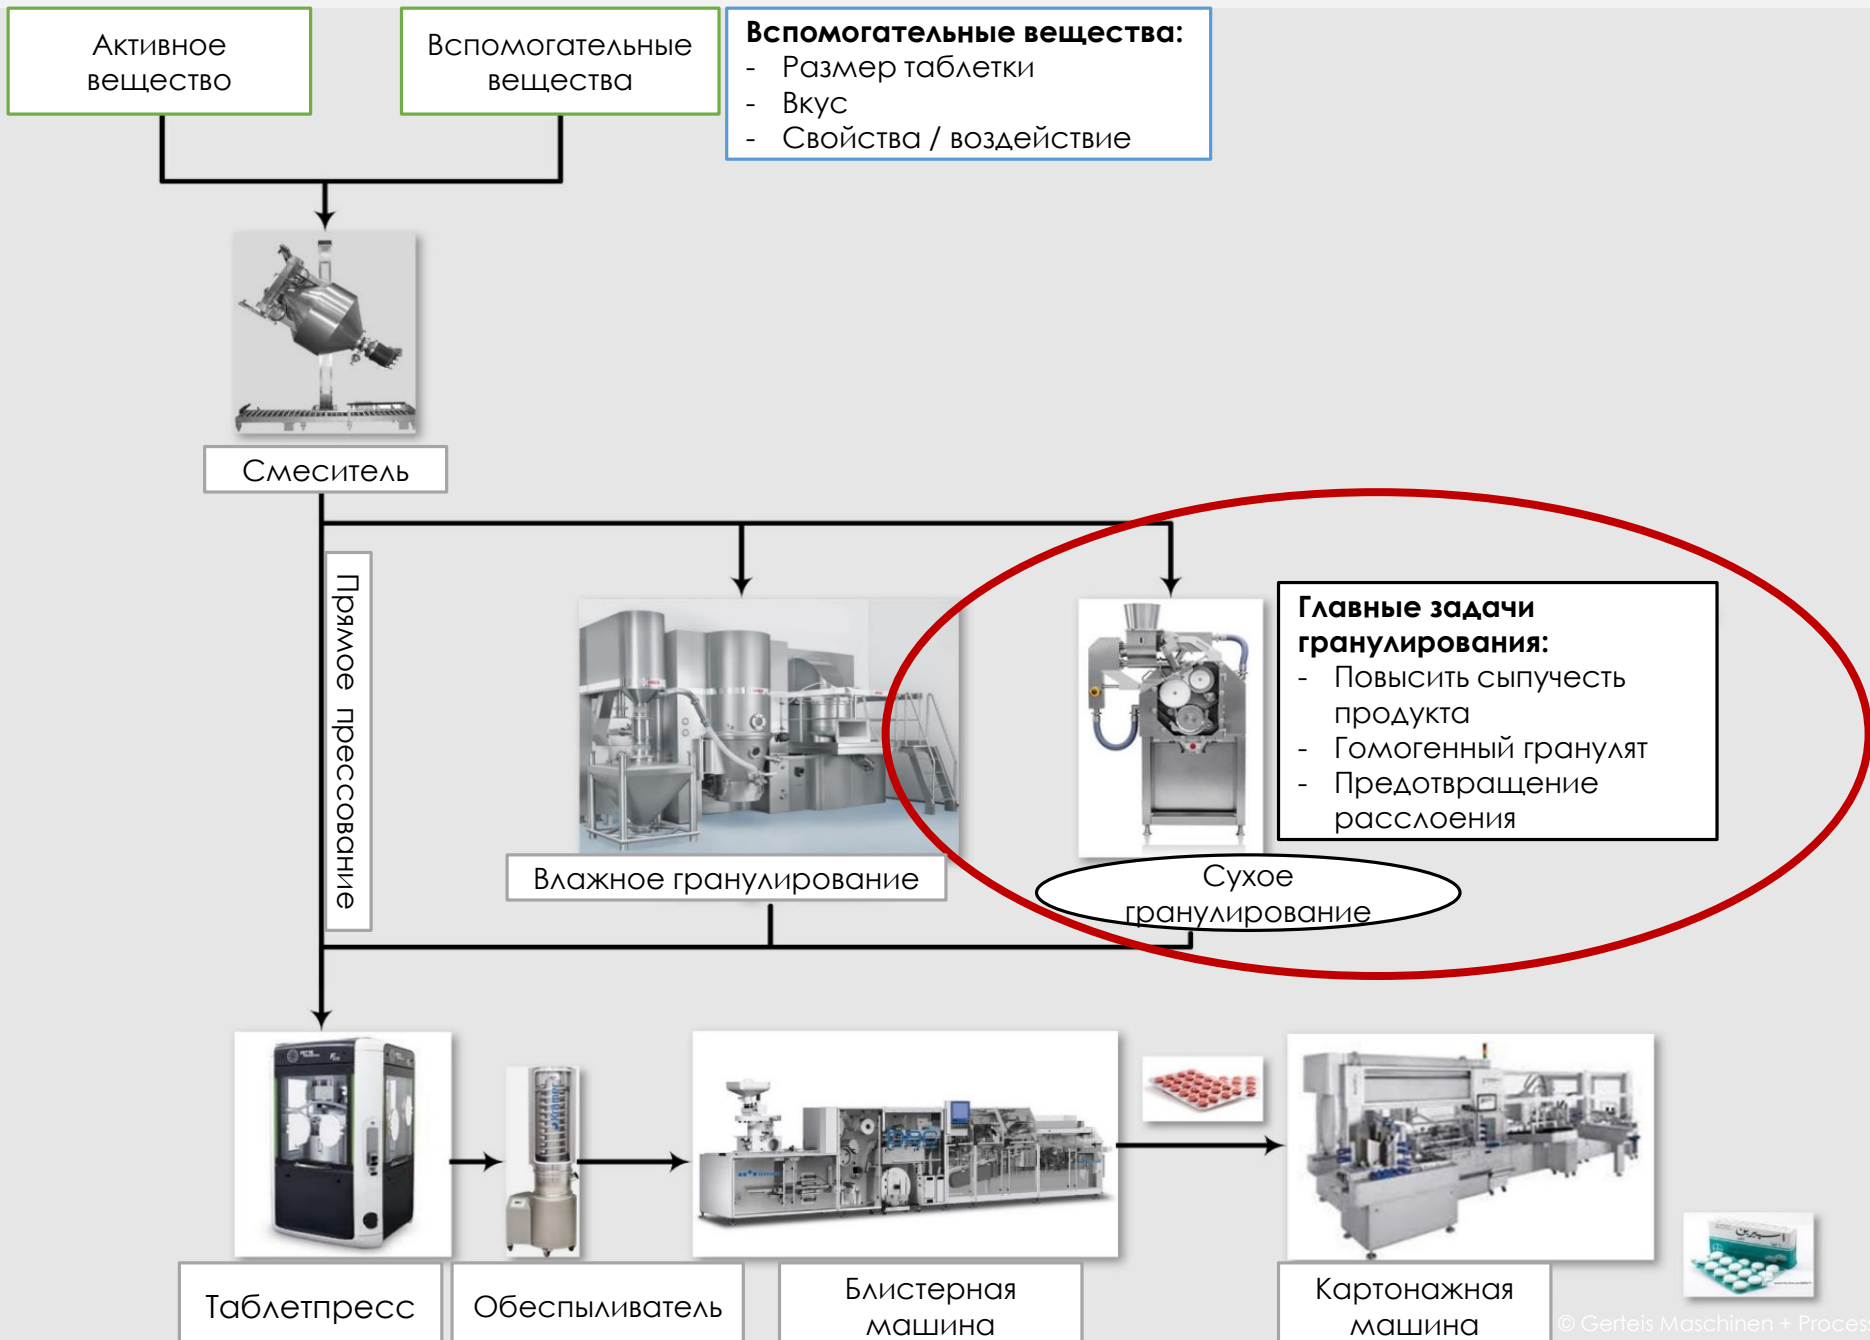 Активное
вещество
Вспомогательные
вещества
Вспомогательные вещества:
- Размер таблетки
- Вкус
- Свойства / воздействие
Смеситель
Прямое прессование
Влажное гранулирование
Главные задачи
гранулирования:
- Повысить сыпучесть
продукта
- Гомогенный гранулят
- Предотвращение
расслоения
Сухое
гранулирование
Таблетпресс
Обеспыливатель
Блистерная
машина
Картонажная
машина
© Gerteis Maschinen + Proces